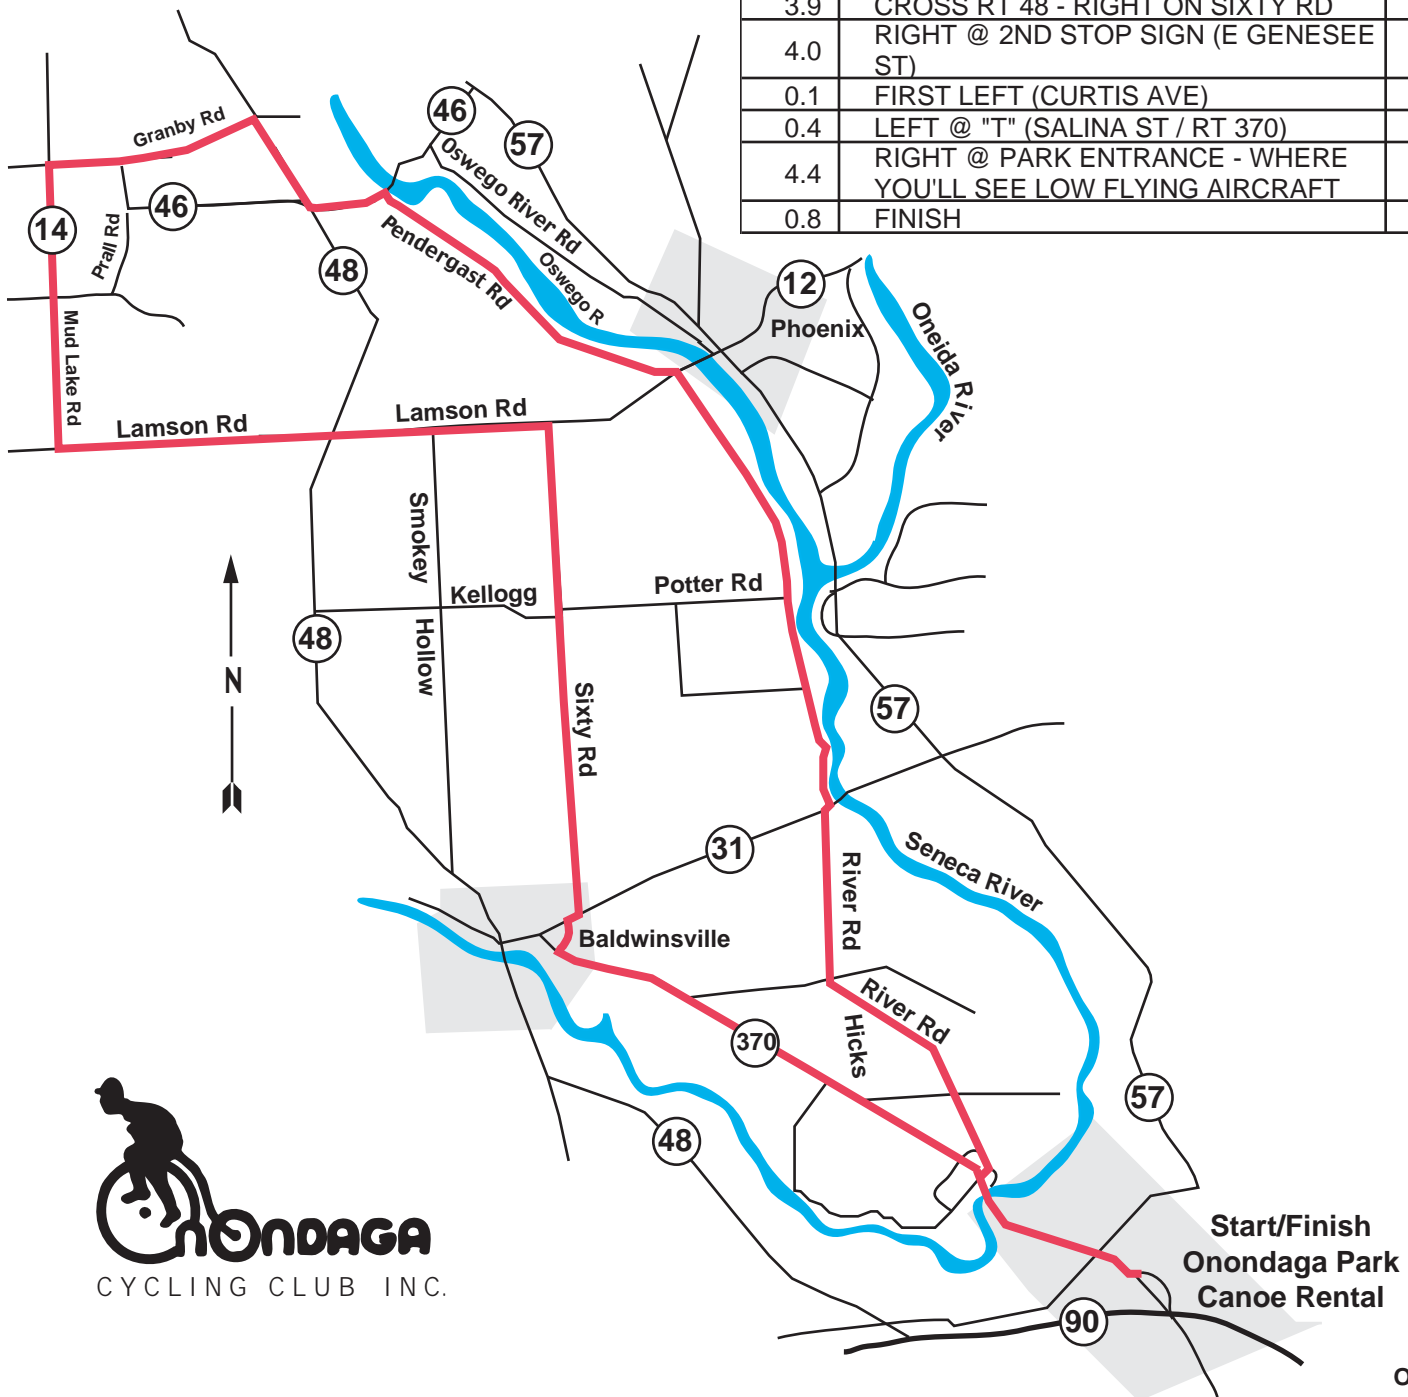 3.9 CROSS RT 48 - RIGHT ON SIXTY RD
4.0 RIGHT @ 2ND STOP SIGN (E GENESEE
ST)
0.1 FIRST LEFT (CURTIS AVE)
0.4 LEFT @ "T" (SALINA ST / RT 370)
4.4 RIGHT @ PARK ENTRANCE - WHERE
YOU'LL SEE LOW FLYING AIRCRAFT
0.8 FINISH
46
57
Granby Rd
Oswego River Rd
46
14
Prall Rd
48
Pendergast Rd
Oswego R
12
Phoenix
Oneida River
Mud Lake Rd
Lamson Rd
Lamson Rd
Smokey
Hollow
Kellogg
Potter Rd
48
N
Sixty Rd
57
31
River Rd
Seneca River
Baldwinsville
River Rd
Hicks
370
57
48
Onondaga
CYCLING CLUB INC.
Start/Finish
Onondaga Park
Canoe Rental
90
O